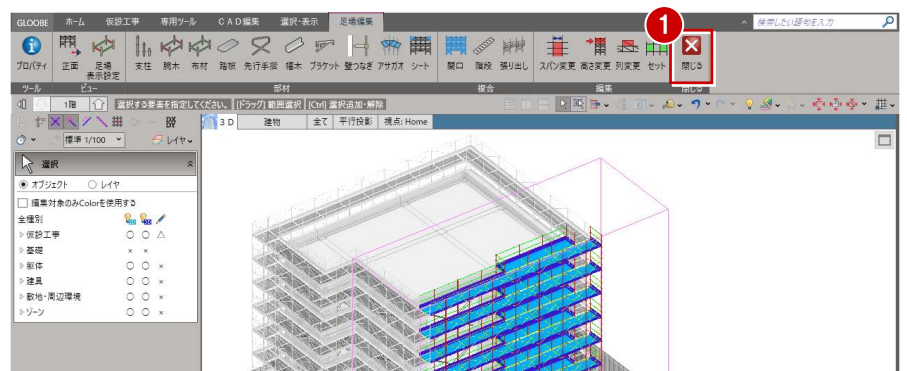 GLOOBE ホーム 仮設工事 専用ツール CAD編集 選択・表示 足場編集 検索したい語句を入力
1
プロパティ 正面 足場表示設定 支柱 腕木 布材 踏板 先行手摺 幅木 ブラケット 壁つなぎ アサガオ シート 開口 階段 張り出し スパン変更 高さ変更 列変更 セット 閉じる
ツール ビュー 部材 複合 編集 閉じる
1階 選択する要素を指定してください。 [ドラッグ] 範囲選択 [Ctrl] 選択追加・解除
3D 建物 全て 平行投影 視点: Home
標準 1/100 レイヤ
選択
オブジェクト レイヤ
編集対象のみColorを使用する
全種別
仮設工事 ○ ○ △
基礎 × ×
躯体 ○ ○ ×
建具 ○ ○ ×
敷地・周辺環境 ○ ○ ×
ゾーン ○ ○ ×